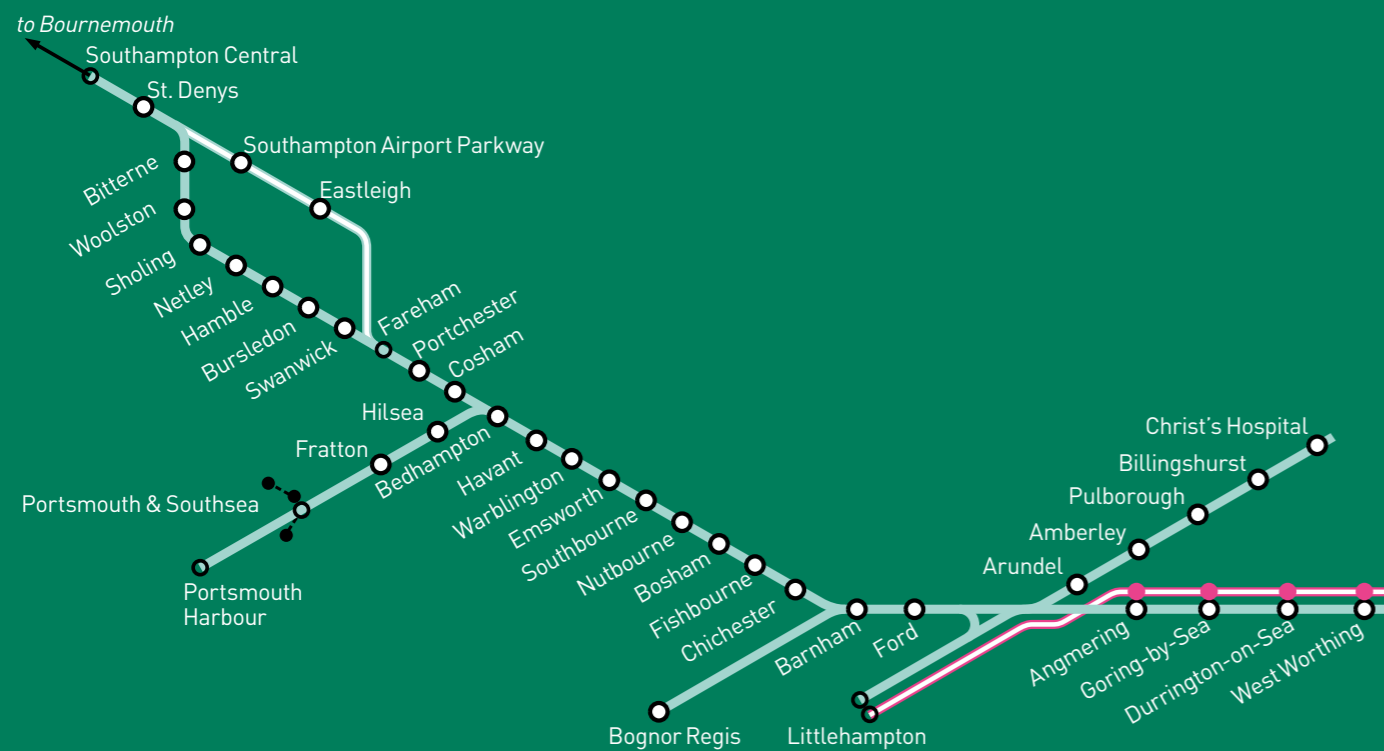 to Bournemouth
Southampton Central
St. Denys
Southampton Airport Parkway
Bitterne
Eastleigh
Woolston
Sholing
Netley
Hamble
Bursledon
Swanwick
Fareham
Portchester
Cosham
Hilsea
Fratton
Portsmouth & Southsea
Portsmouth
Harbour
Bedhampton
Havant
Warblington
Emsworth
Southbourne
Nutbourne
Bosham
Fishbourne
Chichester
Barnham
Ford
Bognor Regis
Littlehampton
Christ's Hospital
Billingshurst
Pulborough
Amberley
Arundel
Angmering
Goring-by-Sea
Durrington-on-Sea
West Worthing